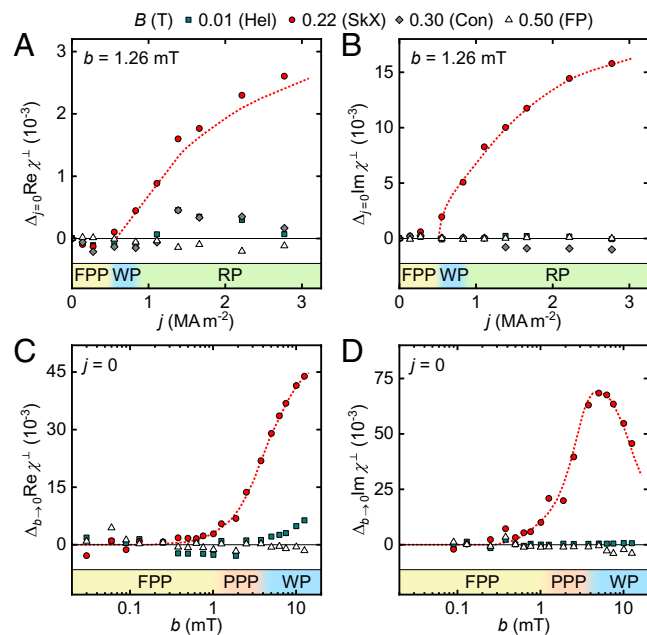 B (T) 0.01 (Hel) 0.22 (SkX) 0.30 (Con) 0.50 (FP)
A
b = 1.26 mT
3
2
1
0
Δj=0Re χ⊥ (10-3)
FPP WP RP
0 1 2 3
j (MA m-2)
B
b = 1.26 mT
15
10
5
0
Δj=0Im χ⊥ (10-3)
FPP WP RP
0 1 2 3
j (MA m-2)
C
j = 0
45
30
15
0
Δb→0Re χ⊥ (10-3)
FPP PPP WP
0.1 1 10
b (mT)
D
j = 0
75
50
25
0
Δb→0Im χ⊥ (10-3)
FPP PPP WP
0.1 1 10
b (mT)